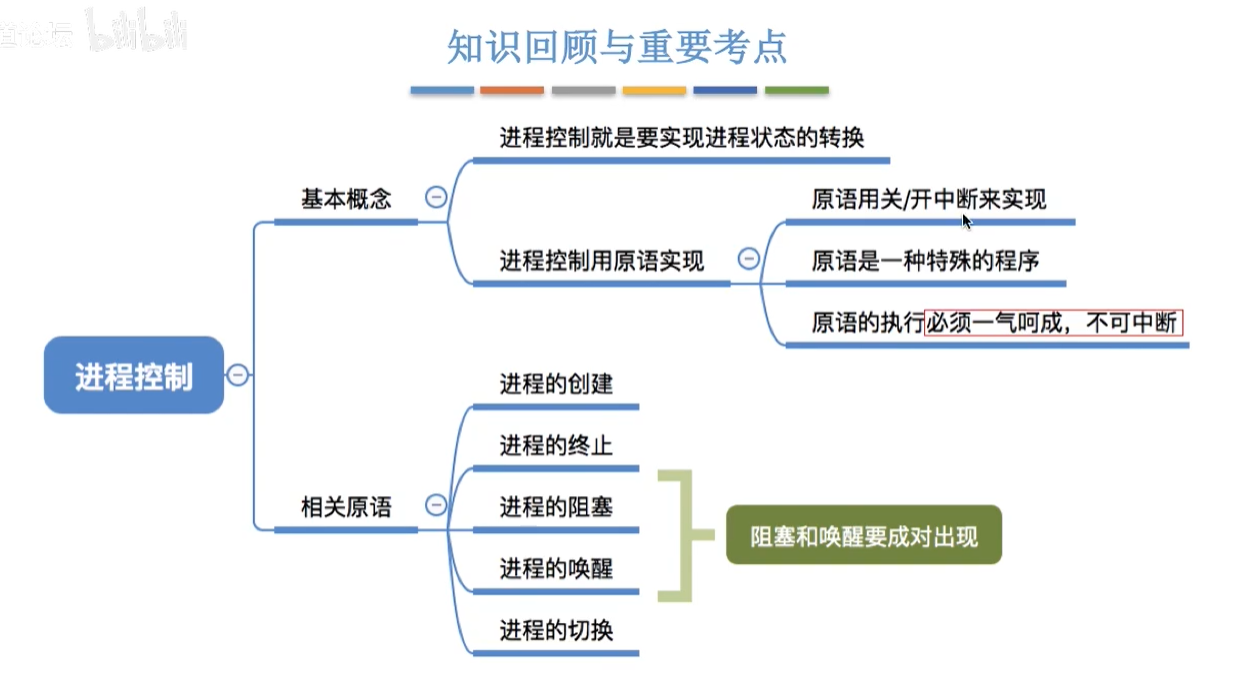 道论坛 bilibili
知识回顾与重要考点
进程控制就是要实现进程状态的转换
基本概念
原语用关/开中断来实现
进程控制用原语实现
原语是一种特殊的程序
原语的执行必须一气呵成，不可中断
进程控制
进程的创建
进程的终止
相关原语
进程的阻塞
阻塞和唤醒要成对出现
进程的唤醒
进程的切换